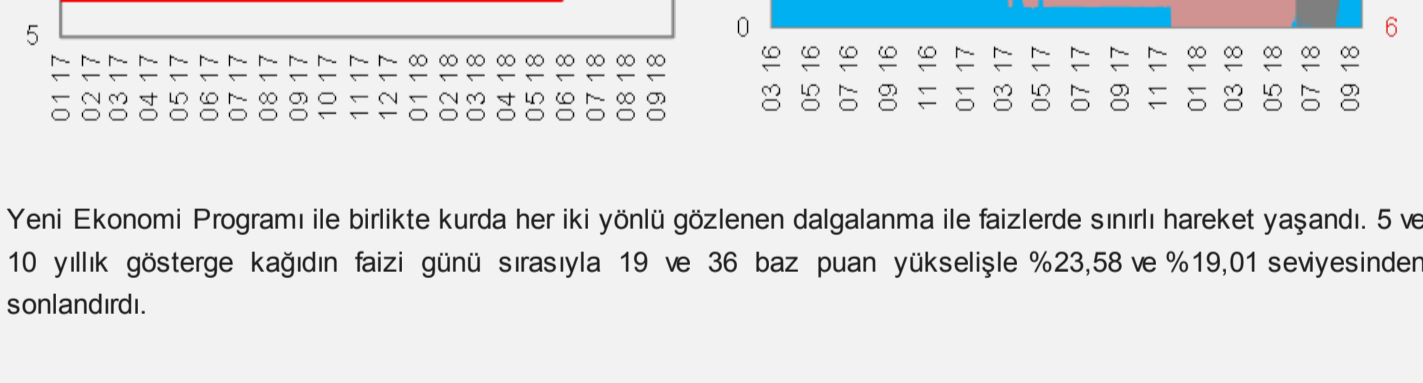 5
01 17 02 17 03 17 04 17 05 17 06 17 07 17 08 17 09 17 10 17 11 17 12 17 01 18 02 18 03 18 04 18 05 18 06 18 07 18 08 18 09 18
0
6
03 16 05 16 07 16 09 16 11 16 01 17 03 17 05 17 07 17 09 17 11 17 01 18 03 18 05 18 07 18 09 18
Yeni Ekonomi Programı ile birlikte kurda her iki yönlü gözlenen dalgalanma ile faizlerde sınırlı hareket yaşandı. 5 ve
10 yıllık gösterge kağıdın faizi günü sırasıyla 19 ve 36 baz puan yükselişle %23,58 ve %19,01 seviyesinden
sonlandırdı.